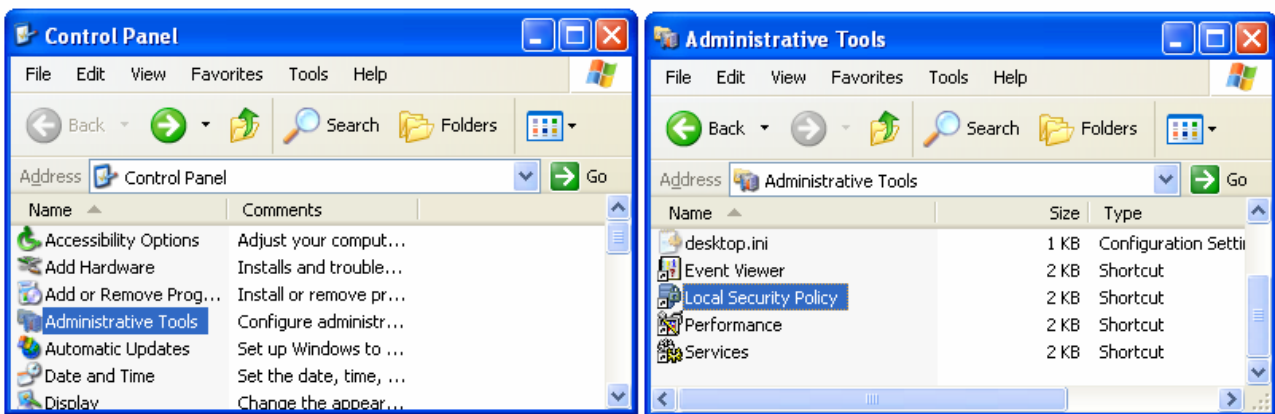 Control Panel
File Edit View Favorites Tools Help
Back Search Folders
Address Control Panel Go
Name Comments
Accessibility Options Adjust your comput...
Add Hardware Installs and trouble...
Add or Remove Prog... Install or remove pr...
Administrative Tools Configure administr...
Automatic Updates Set up Windows to ...
Date and Time Set the date, time, ...
Display Change the appear...
Administrative Tools
File Edit View Favorites Tools Help
Back Search Folders
Address Administrative Tools Go
Name Size Type
desktop.ini 1 KB Configuration Settin
Event Viewer 2 KB Shortcut
Local Security Policy 2 KB Shortcut
Performance 2 KB Shortcut
Services 2 KB Shortcut